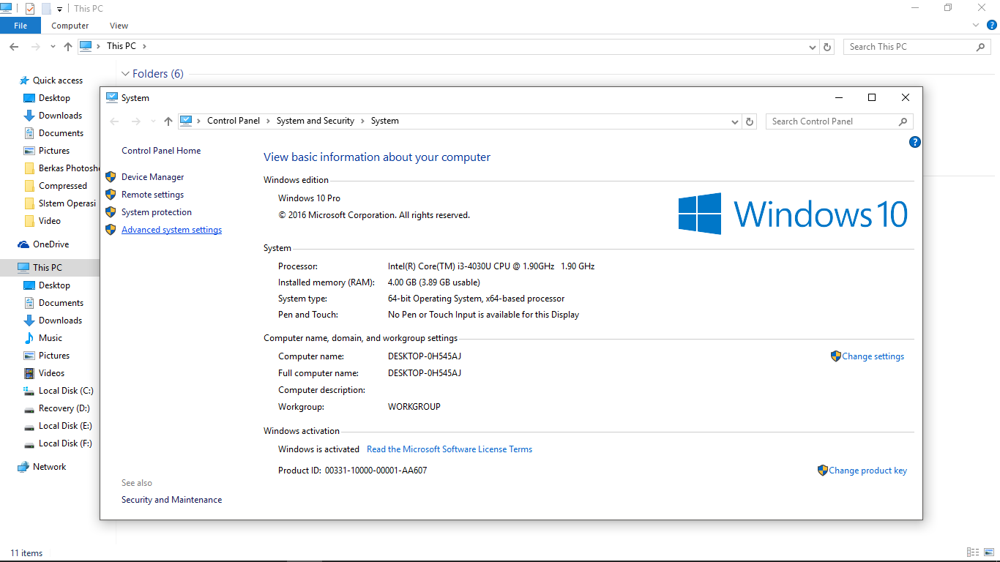 This PC
File Computer View
This PC
Search This PC
Folders (6)
Quick access
Desktop
Downloads
Documents
Pictures
Berkas Photosh
Compressed
SIstem Operasi
Video
OneDrive
This PC
Desktop
Documents
Downloads
Music
Pictures
Videos
Local Disk (C:)
Recovery (D:)
Local Disk (E:)
Local Disk (F:)
Network
11 items
System
Control Panel System and Security System
Search Control Panel
Control Panel Home
Device Manager
Remote settings
System protection
Advanced system settings
See also
Security and Maintenance
View basic information about your computer
Windows edition
Windows 10 Pro
© 2016 Microsoft Corporation. All rights reserved.
Windows 10
System
Processor: Intel(R) Core(TM) i3-4030U CPU @ 1.90GHz 1.90 GHz
Installed memory (RAM): 4.00 GB (3.89 GB usable)
System type: 64-bit Operating System, x64-based processor
Pen and Touch: No Pen or Touch Input is available for this Display
Computer name, domain, and workgroup settings
Computer name: DESKTOP-0H545AJ Change settings
Full computer name: DESKTOP-0H545AJ
Computer description:
Workgroup: WORKGROUP
Windows activation
Windows is activated Read the Microsoft Software License Terms
Product ID: 00331-10000-00001-AA607 Change product key